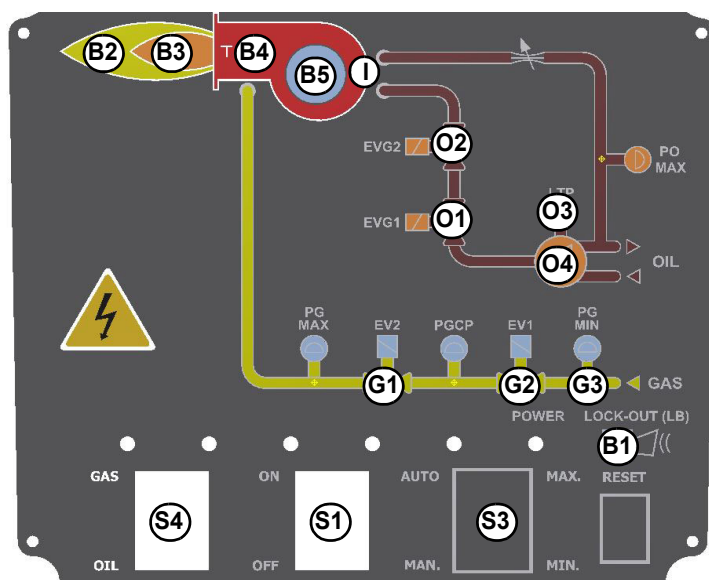 B2
B3
T
B4
B5
I
EVG2
O2
PO
MAX
EVG1
O1
O3
O4
OIL
PG
MAX
EV2
PGCP
EV1
PG
MIN
G1
G2
G3
GAS
POWER
LOCK-OUT (LB)
B1
GAS
ON
AUTO
MAX.
RESET
S4
S1
S3
OIL
OFF
MAN.
MIN.